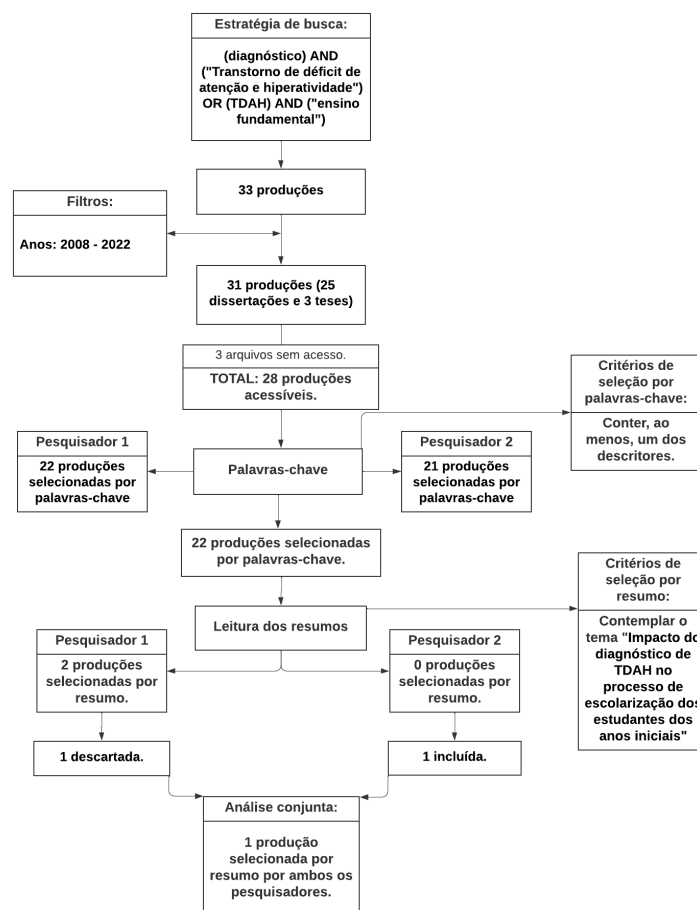 Estratégia de busca:
(diagnóstico) AND
("Transtorno de déficit de
atenção e hiperatividade")
OR (TDAH) AND ("ensino
fundamental”)
33 produções
Filtros:
Anos: 2008 - 2022
31 produções (25
dissertações e 3 teses)
3 arquivos sem acesso.
TOTAL: 28 produções
acessíveis.
Critérios de
seleção por
palavras-chave:
Conter, ao
menos, um dos
descritores.
Pesquisador 1
22 produções
selecionadas por
palavras-chave
Palavras-chave
Pesquisador 2
21 produções
selecionadas por
palavras-chave
22 produções selecionadas
por palavras-chave.
Critérios de
seleção por
resumo:
Contemplar o
tema "Impacto do
diagnóstico de
TDAH no
processo de
escolarização dos
estudantes dos
anos iniciais"
Leitura dos resumos
Pesquisador 1
2 produções
selecionadas por
resumo.
Pesquisador 2
0 produções
selecionadas por
resumo.
1 descartada.
1 incluída.
Análise conjunta:
1 produção
selecionada por
resumo por ambos os
pesquisadores.